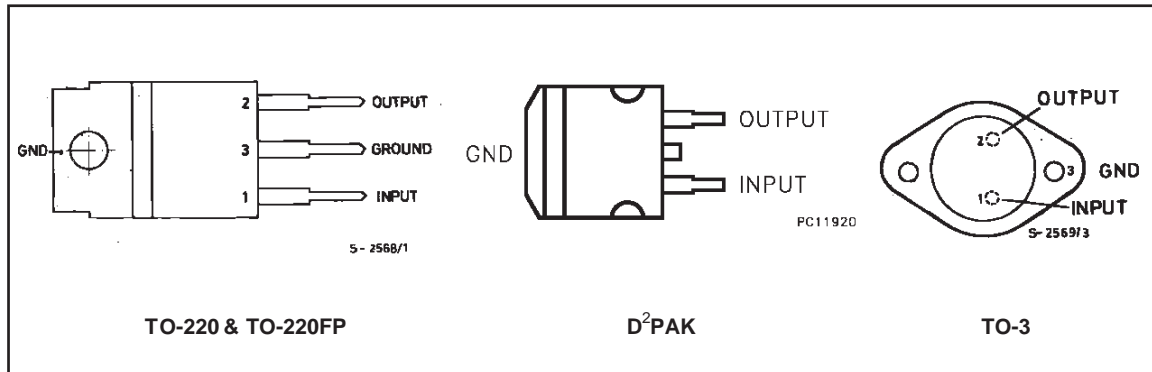 2 OUTPUT
GND 3 GROUND
1 INPUT
S-2568/1
TO-220 & TO-220FP
OUTPUT
GND
INPUT
PC11920
D²PAK
OUTPUT
2
3 GND
1 INPUT
S-2569/3
TO-3